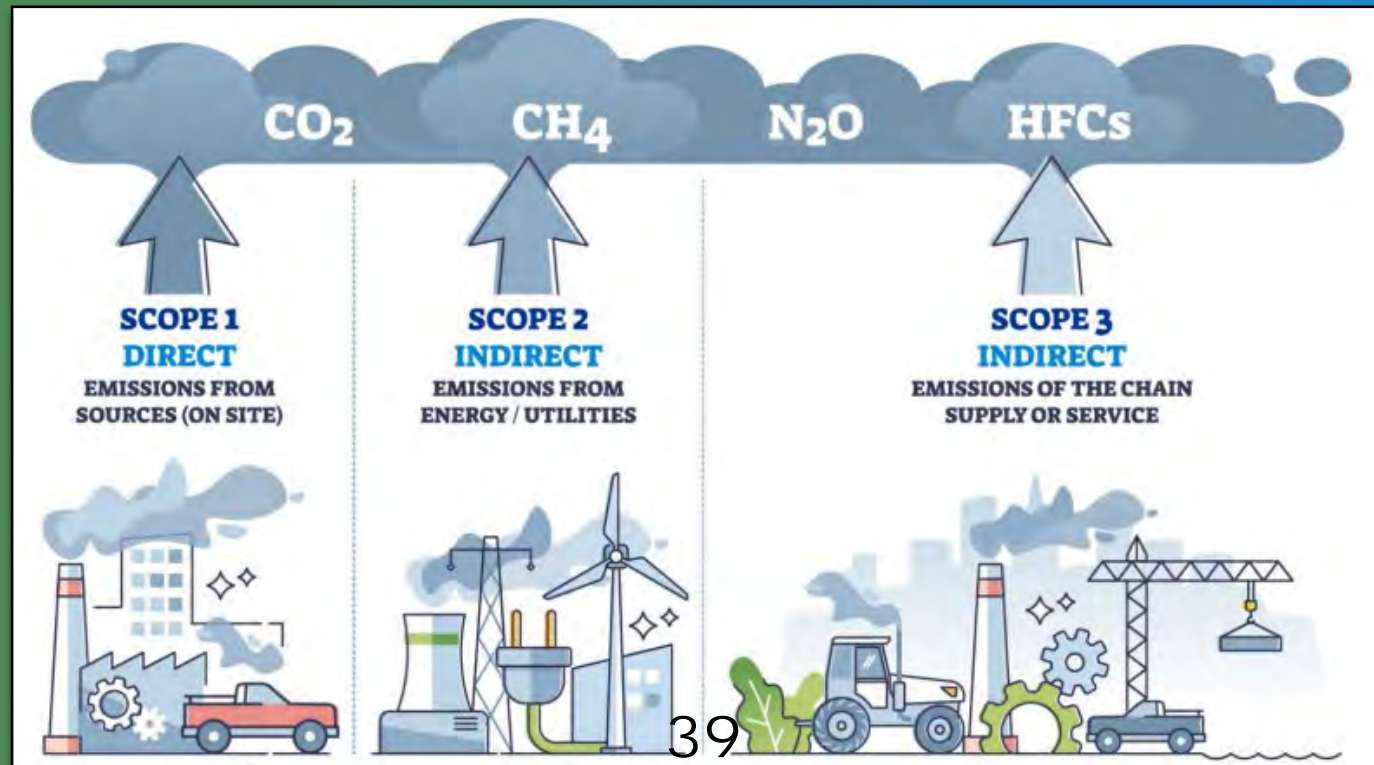 CO₂ CH₄ N₂O HFCs
SCOPE 1
DIRECT
EMISSIONS FROM
SOURCES (ON SITE)
SCOPE 2
INDIRECT
EMISSIONS FROM
ENERGY / UTILITIES
SCOPE 3
INDIRECT
EMISSIONS OF THE CHAIN
SUPPLY OR SERVICE
39